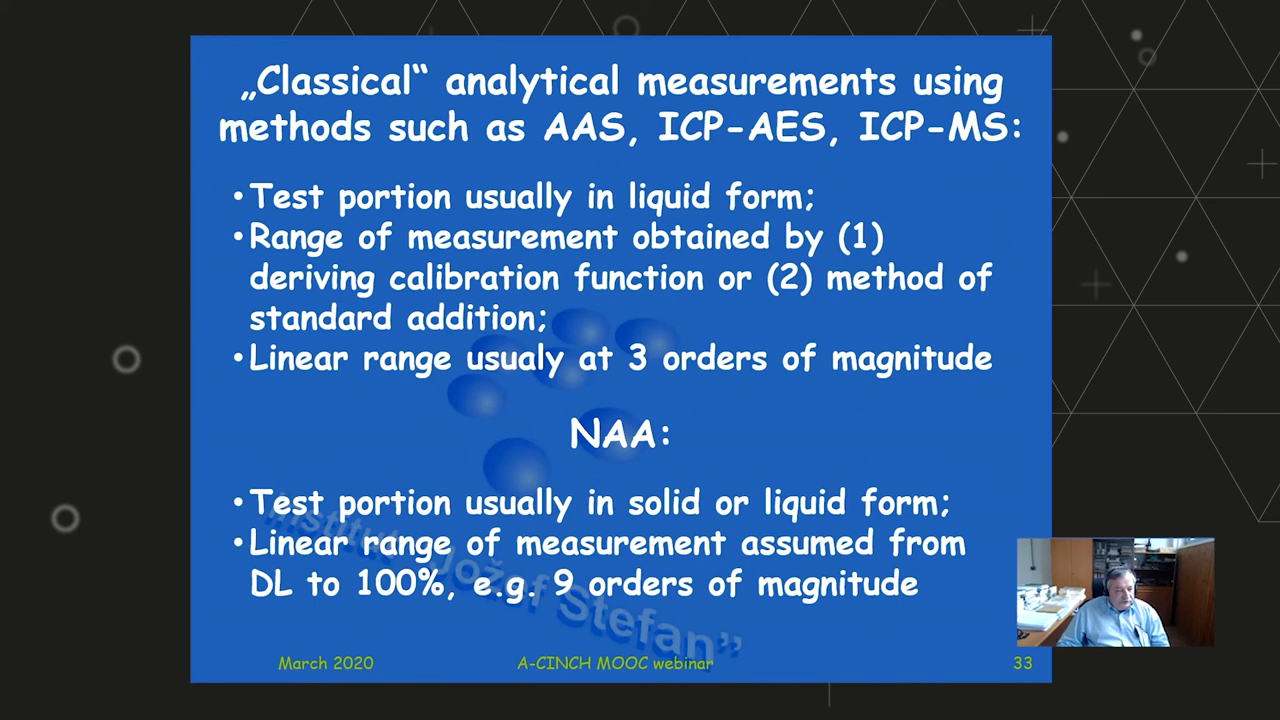 „Classical“ analytical measurements using
methods such as AAS, ICP-AES, ICP-MS:
•Test portion usually in liquid form;
•Range of measurement obtained by (1)
deriving calibration function or (2) method of
standard addition;
•Linear range usualy at 3 orders of magnitude
NAA:
•Test portion usually in solid or liquid form;
•Linear range of measurement assumed from
DL to 100%, e.g. 9 orders of magnitude
Jožef Stefan”
March 2020
A-CINCH MOOC webinar
33